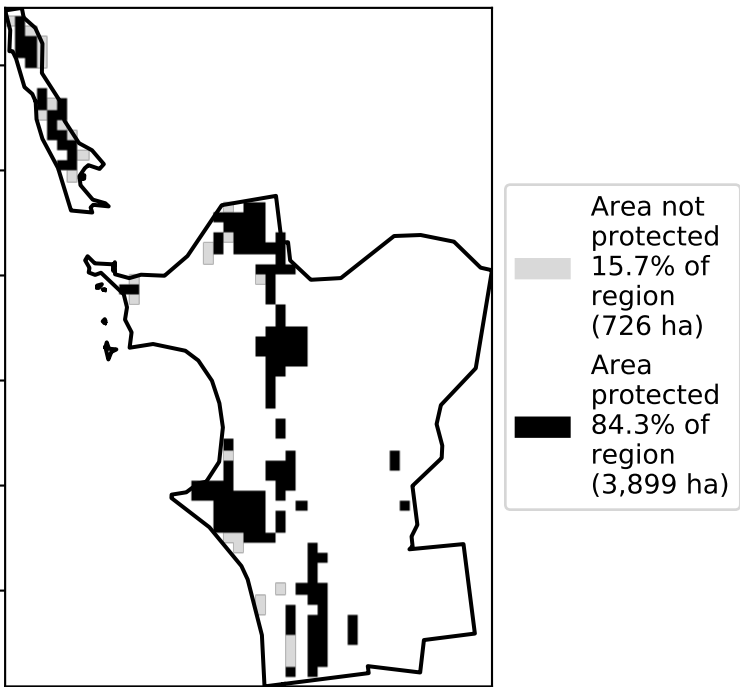 Area not
protected
15.7% of
region
(726 ha)
Area
protected
84.3% of
region
(3,899 ha)